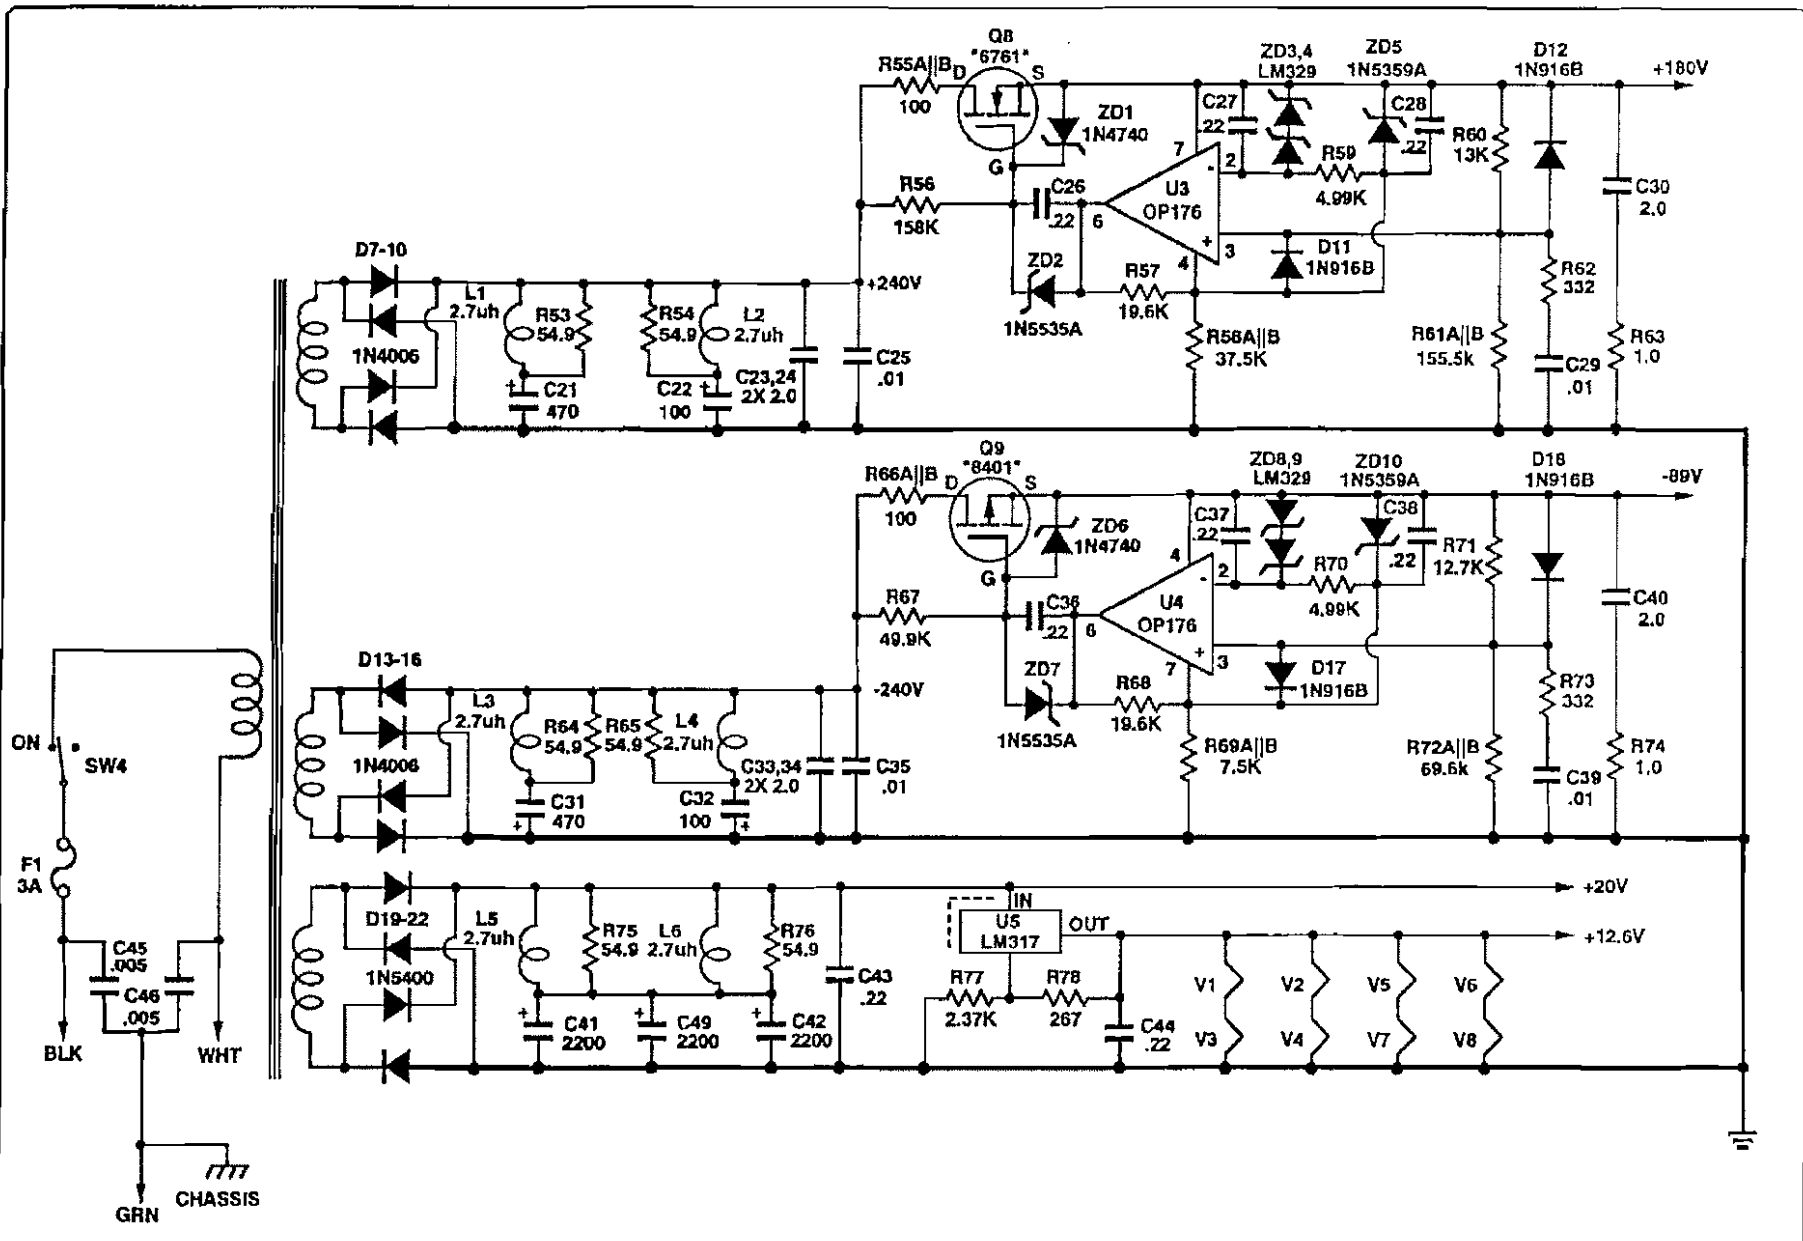 Q8
"6761"
R55A||B
100
D
S
G
ZD1
1N4740
ZD3,4
LM329
ZD5
1N5359A
D12
1N916B
+180V
C27
.22
C28
.22
R60
13K
R59
4.99K
7
2
U3
OP176
6
3
4
C26
.22
R56
158K
C30
2.0
ZD2
1N5535A
R57
19.6K
D11
1N916B
R62
332
D7-10
1N4006
L1
2.7uh
R53
54.9
R54
54.9
L2
2.7uh
+240V
C21
470
C22
100
C23,24
2X 2.0
C25
.01
R58A||B
37.5K
R61A||B
155.5k
C29
.01
R63
1.0
Q9
"8401"
R66A||B
100
D
S
G
ZD6
1N4740
ZD8,9
LM329
ZD10
1N5359A
D18
1N916B
-89V
C37
.22
C38
.22
R71
12.7K
R70
4.99K
4
2
U4
OP176
6
3
7
C36
.22
R67
49.9K
C40
2.0
ZD7
1N5535A
R68
19.6K
D17
1N916B
R73
332
D13-16
1N4006
L3
2.7uh
R64
54.9
R65
54.9
L4
2.7uh
-240V
C31
470
C32
100
C33,34
2X 2.0
C35
.01
R69A||B
7.5K
R72A||B
69.6k
C39
.01
R74
1.0
ON
SW4
F1
3A
C45
.005
C46
.005
BLK
WHT
GRN
CHASSIS
D19-22
1N5400
L5
2.7uh
R75
54.9
L6
2.7uh
R76
54.9
C41
2200
C49
2200
C42
2200
C43
.22
IN
U5
LM317
OUT
R77
2.37K
R78
267
C44
.22
+20V
+12.6V
V1
V2
V5
V6
V3
V4
V7
V8